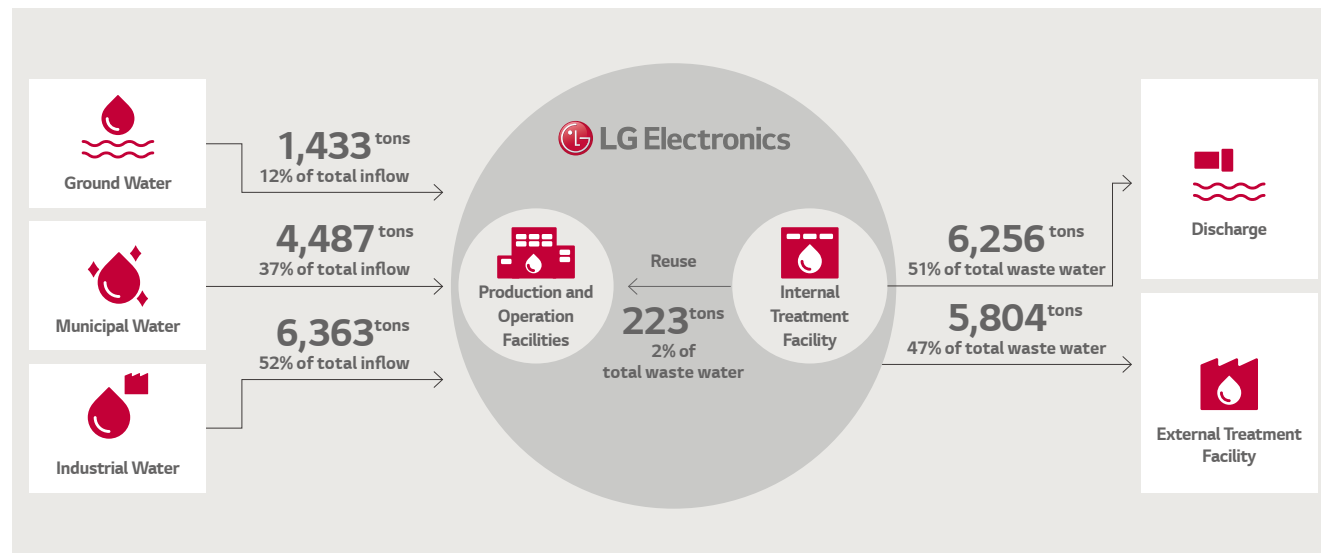 LG Electronics
Ground Water
1,433 tons
12% of total inflow
Municipal Water
4,487 tons
37% of total inflow
Industrial Water
6,363 tons
52% of total inflow
Production and
Operation
Facilities
Reuse
223 tons
2% of
total waste water
Internal
Treatment
Facility
6,256 tons
51% of total waste water
Discharge
5,804 tons
47% of total waste water
External Treatment
Facility